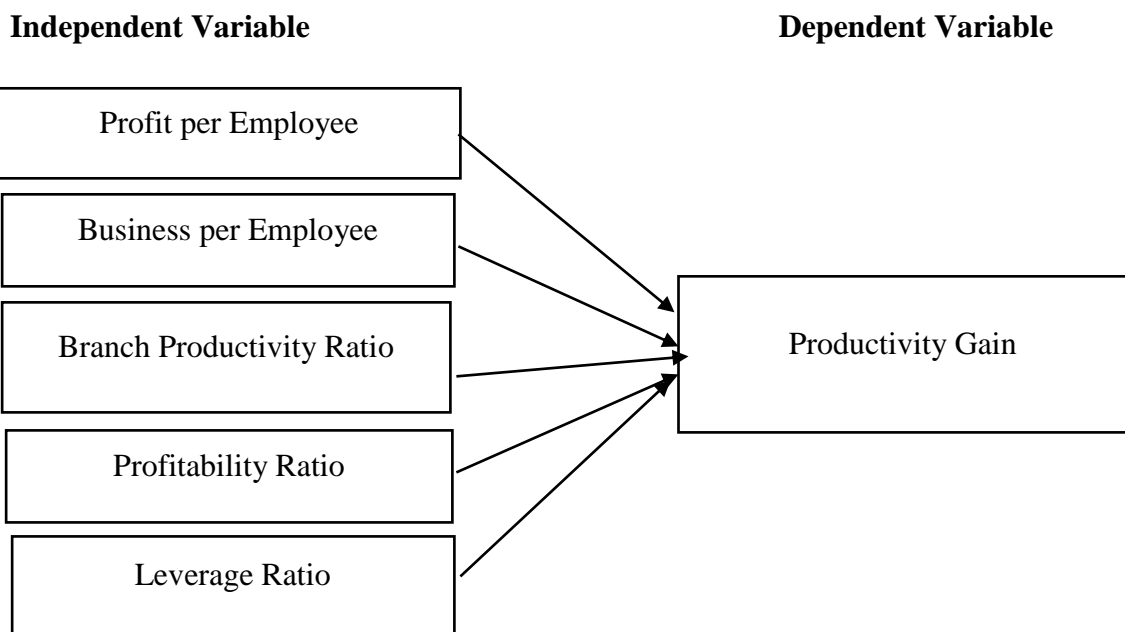 Independent Variable
Dependent Variable
Profit per Employee
Business per Employee
Branch Productivity Ratio
Productivity Gain
Profitability Ratio
Leverage Ratio